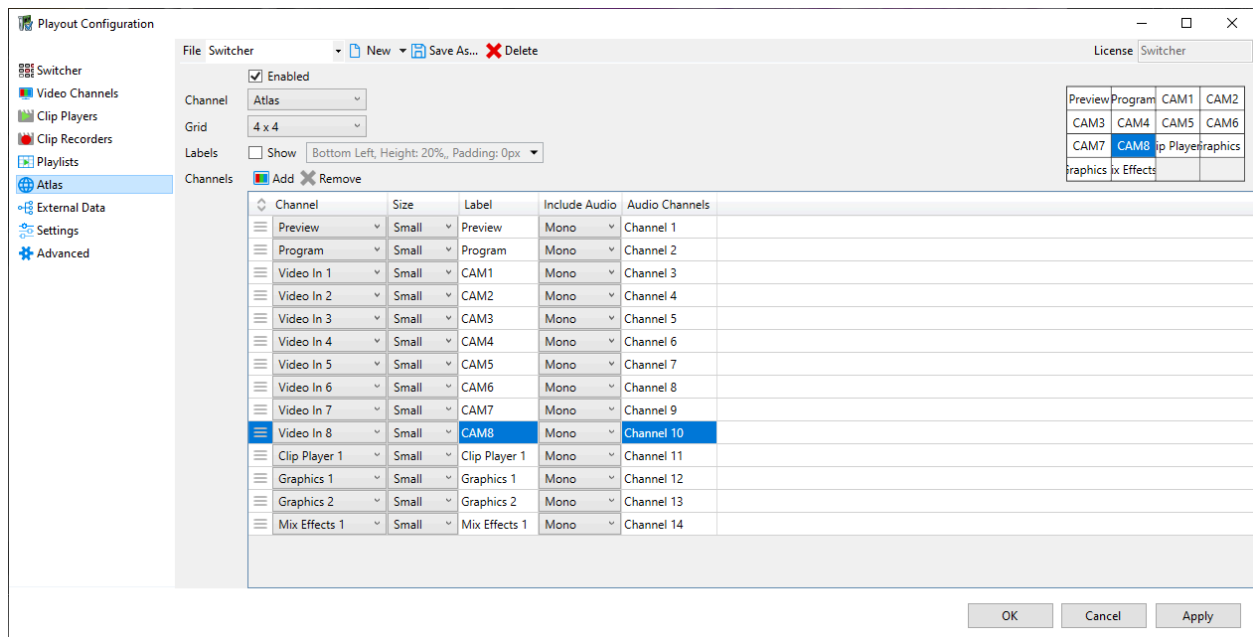 Playout Configuration
File Switcher New Save As... Delete License Switcher
Switcher
Video Channels
Clip Players
Clip Recorders
Playlists
Atlas
External Data
Settings
Advanced
Enabled
Channel Atlas
Grid 4 x 4
Labels Show Bottom Left, Height: 20%,, Padding: 0px
Channels Add Remove
Preview Program CAM1 CAM2
CAM3 CAM4 CAM5 CAM6
CAM7 CAM8 ip Player raphics
raphics ix Effects
Channel Size Label Include Audio Audio Channels
Preview Small Preview Mono Channel 1
Program Small Program Mono Channel 2
Video In 1 Small CAM1 Mono Channel 3
Video In 2 Small CAM2 Mono Channel 4
Video In 3 Small CAM3 Mono Channel 5
Video In 4 Small CAM4 Mono Channel 6
Video In 5 Small CAM5 Mono Channel 7
Video In 6 Small CAM6 Mono Channel 8
Video In 7 Small CAM7 Mono Channel 9
Video In 8 Small CAM8 Mono Channel 10
Clip Player 1 Small Clip Player 1 Mono Channel 11
Graphics 1 Small Graphics 1 Mono Channel 12
Graphics 2 Small Graphics 2 Mono Channel 13
Mix Effects 1 Small Mix Effects 1 Mono Channel 14
OK Cancel Apply